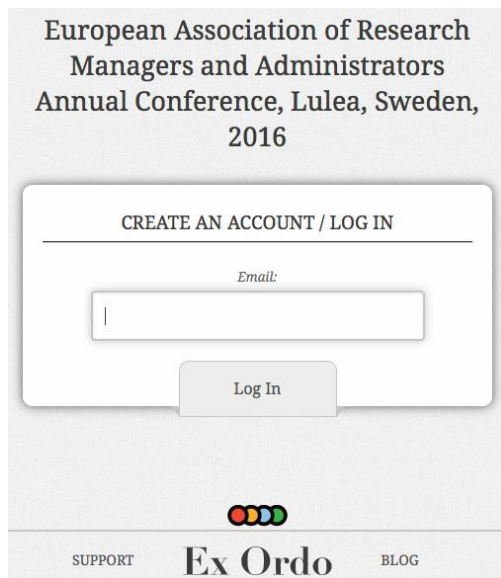 European Association of Research
Managers and Administrators
Annual Conference, Lulea, Sweden,
2016
CREATE AN ACCOUNT / LOG IN
Email:
Log In
SUPPORT Ex Ordo BLOG